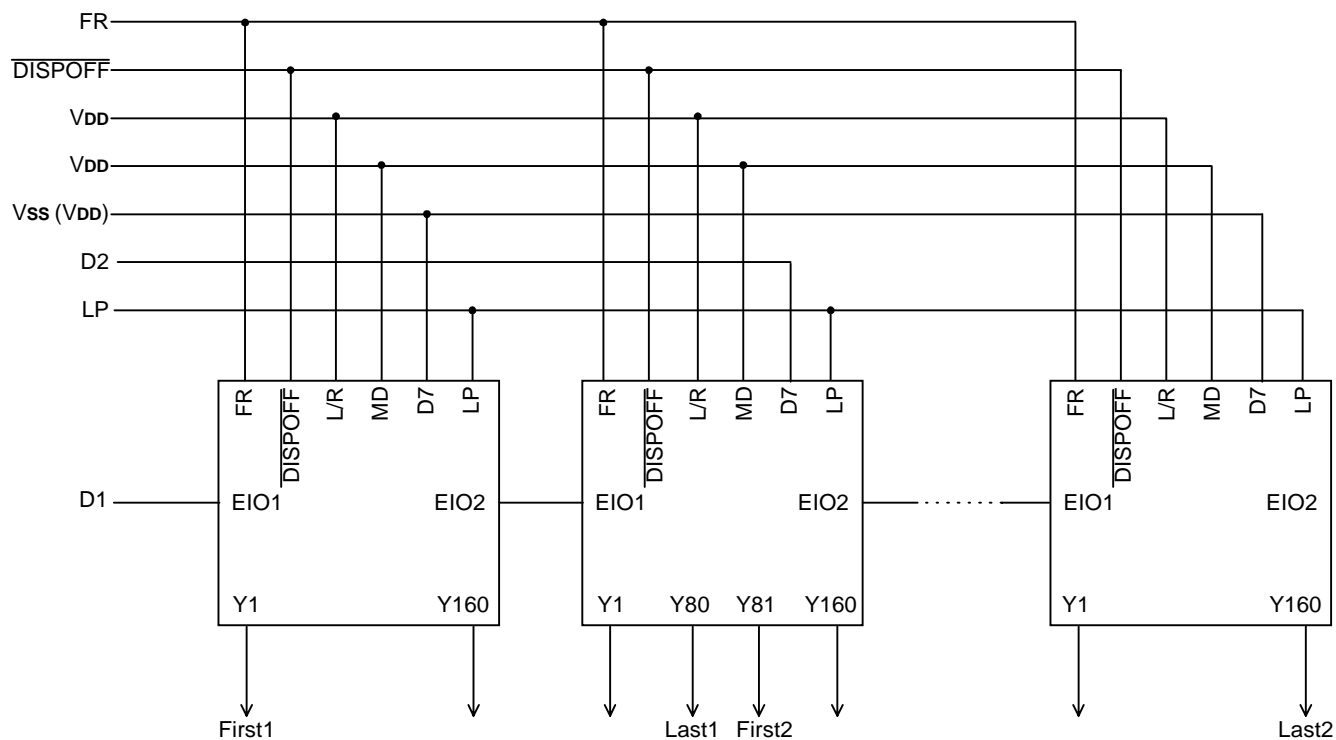 FR
DISPOFF
VDD
VDD
VSS (VDD)
D2
LP
FR DISPOFF L/R MD D7 LP
FR DISPOFF L/R MD D7 LP
FR DISPOFF L/R MD D7 LP
D1 EIO1 EIO2 EIO1 EIO2 EIO1 EIO2
Y1 Y160 Y1 Y80 Y81 Y160 Y1 Y160
First1 Last1 First2 Last2